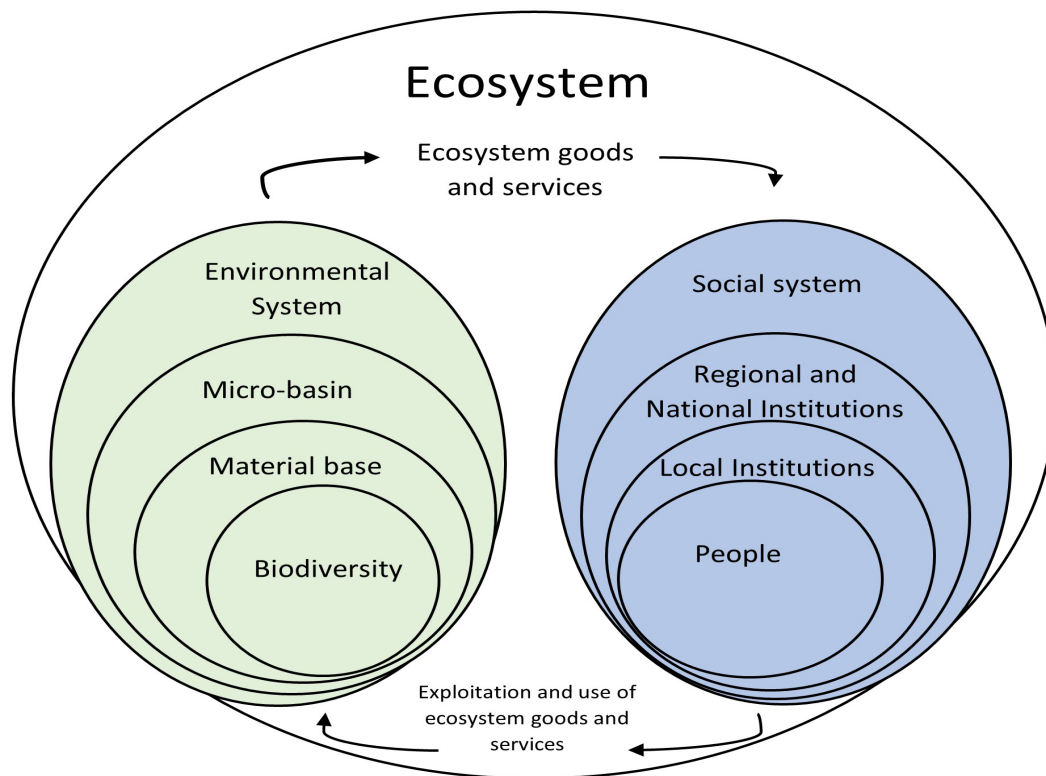 Ecosystem
Ecosystem goods
and services
Environmental
System
Micro-basin
Material base
Biodiversity
Social system
Regional and
National Institutions
Local Institutions
People
Exploitation and use of
ecosystem goods and
services